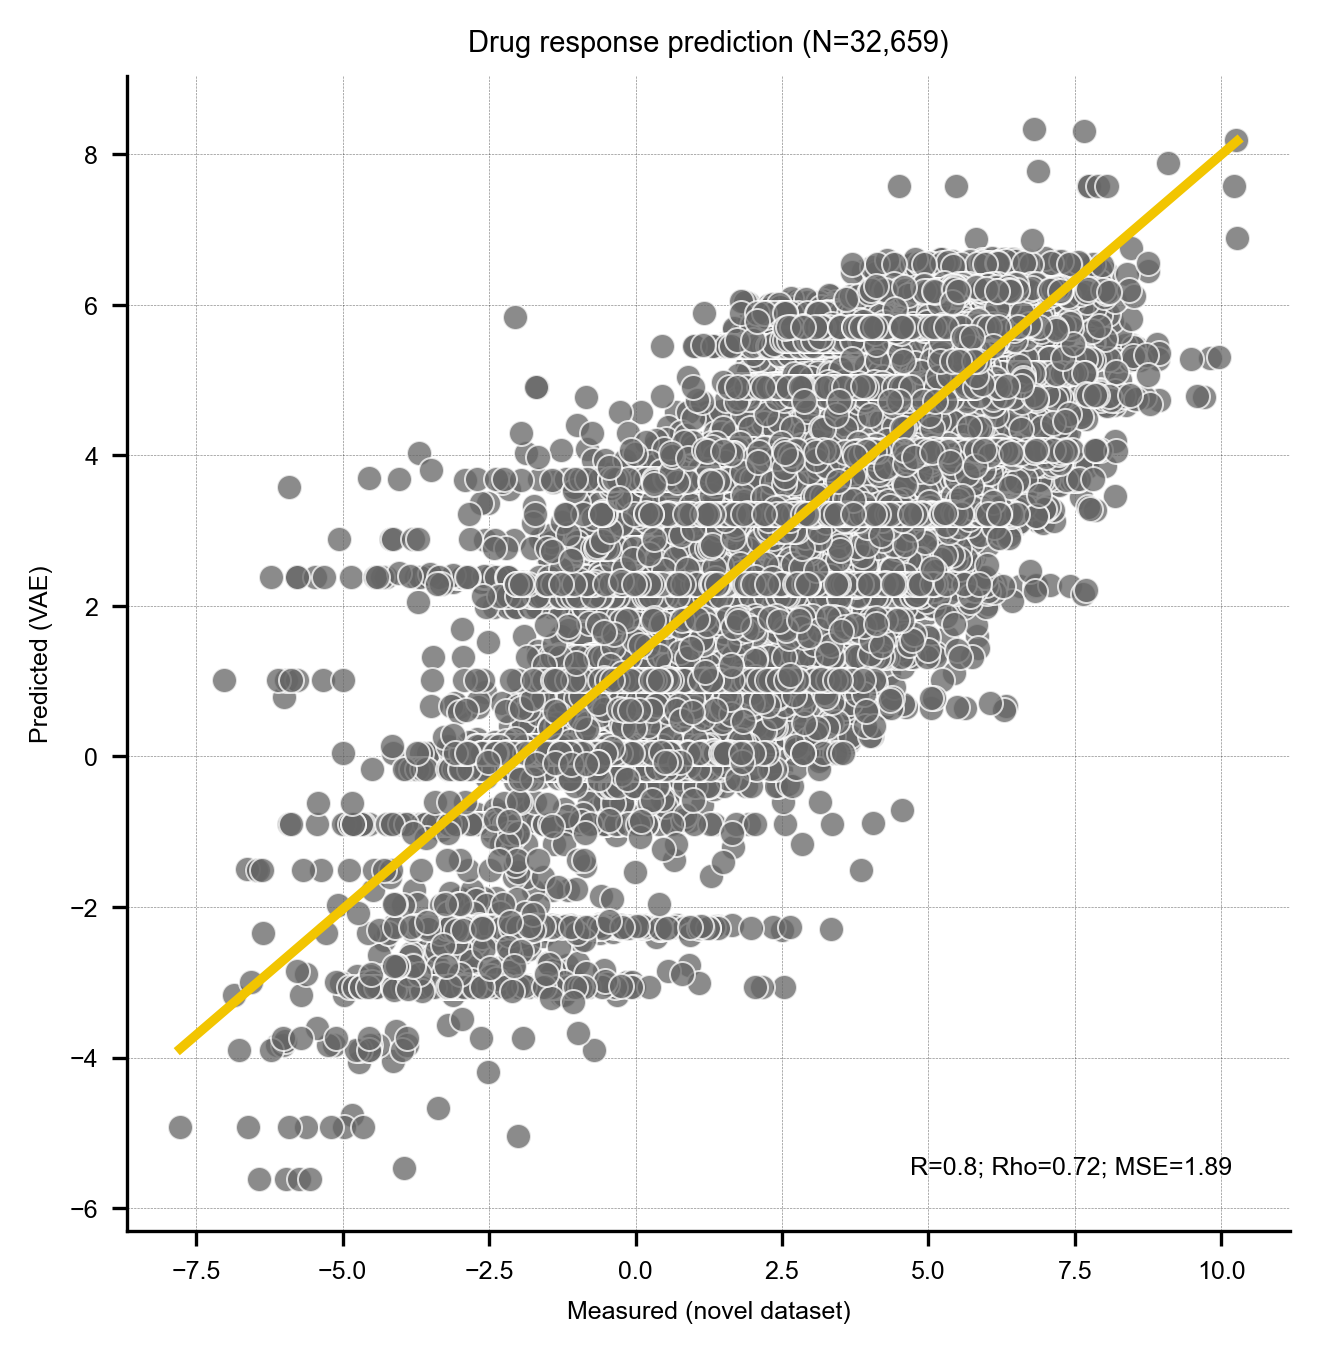 Drug response prediction (N=32,659)
8
6
4
2
0
−2
−4
−6
Predicted (VAE)
R=0.8; Rho=0.72; MSE=1.89
−7.5 −5.0 −2.5 0.0 2.5 5.0 7.5 10.0
Measured (novel dataset)